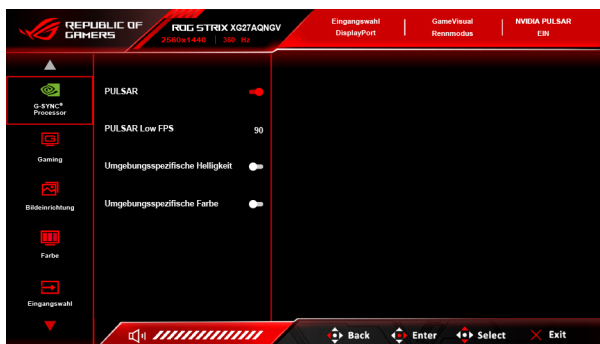 REPUBLIC OF
GAMERS
ROG STRIX XG27AQNGV
2560x1440 | 360 Hz
Eingangswahl
DisplayPort
GameVisual
Rennmodus
NVIDIA PULSAR
EIN
G-SYNC®
Processor
Gaming
Bildeinrichtung
Farbe
Eingangswahl
PULSAR
PULSAR Low FPS 90
Umgebungsspezifische Helligkeit
Umgebungsspezifische Farbe
Back Enter Select Exit